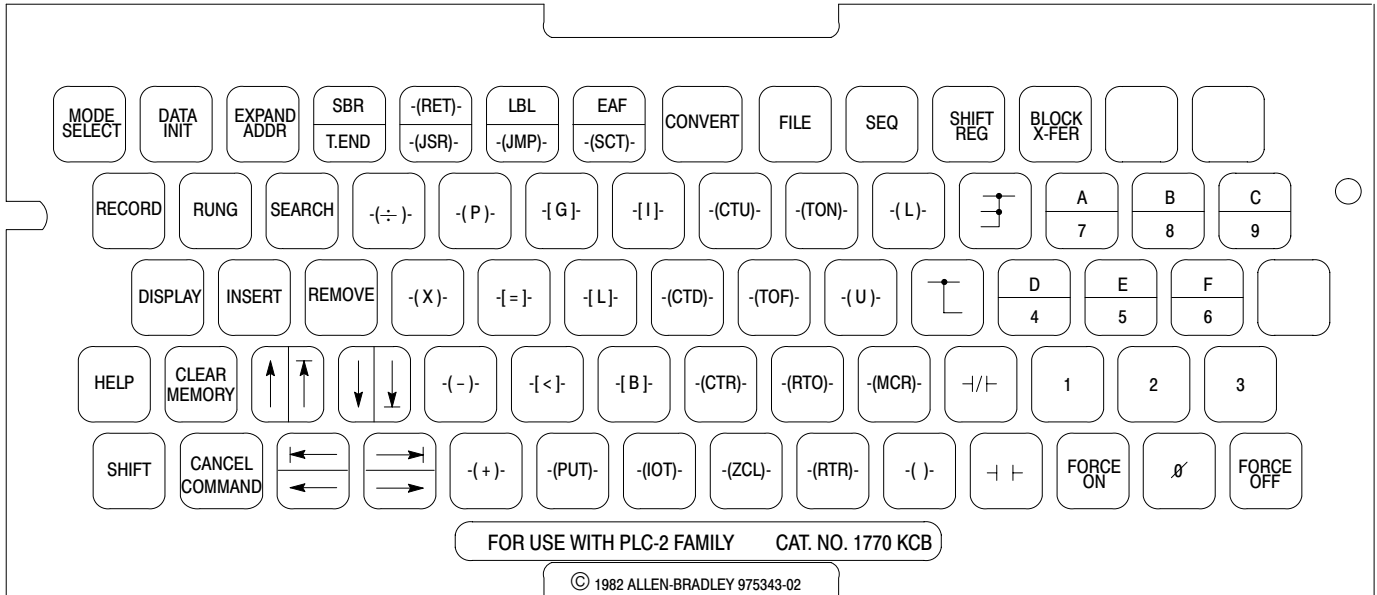 MODE SELECT DATA INIT EXPAND ADDR SBR T.END -(RET)- -(JSR)- LBL -(JMP)- EAF -(SCT)- CONVERT FILE SEQ SHIFT REG BLOCK X-FER
RECORD RUNG SEARCH -(÷)- -( P )- -[ G ]- -[ I ]- -(CTU)- -(TON)- -( L )- A 7 B 8 C 9
DISPLAY INSERT REMOVE -( X )- -[ = ]- -[ L ]- -(CTD)- -(TOF)- -( U )- D 4 E 5 F 6
HELP CLEAR MEMORY -( − )- -[ < ]- -[ B ]- -(CTR)- -(RTO)- -(MCR)- ⊣/⊢ 1 2 3
SHIFT CANCEL COMMAND -( + )- -(PUT)- -(IOT)- -(ZCL)- -(RTR)- -( )- ⊣ ⊢ FORCE ON 0̸ FORCE OFF
FOR USE WITH PLC-2 FAMILY CAT. NO. 1770 KCB
© 1982 ALLEN-BRADLEY 975343-02